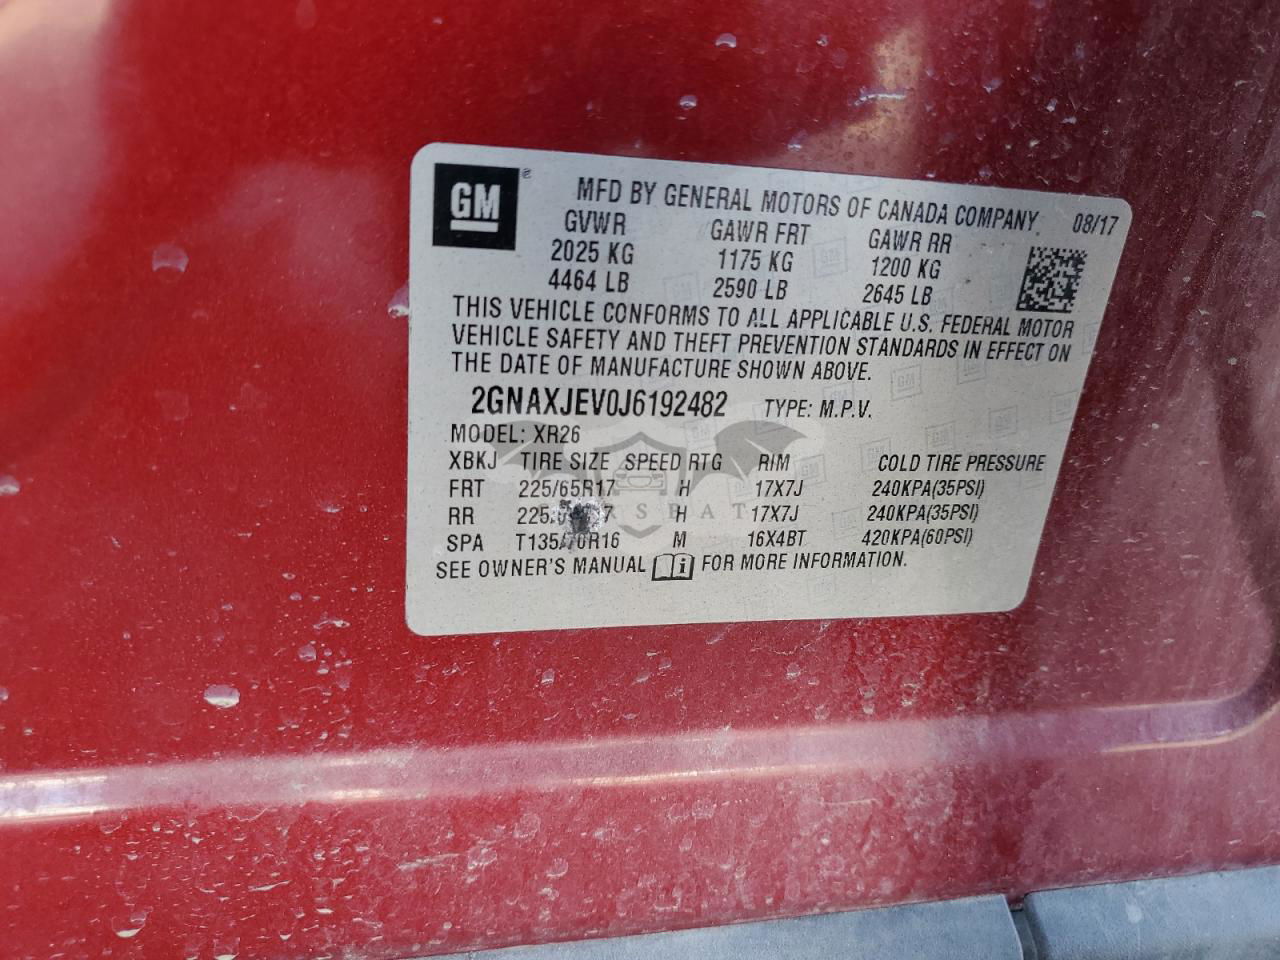 GM ®
MFD BY GENERAL MOTORS OF CANADA COMPANY 08/17
GVWR GAWR FRT GAWR RR
2025 KG 1175 KG 1200 KG
4464 LB 2590 LB 2645 LB
THIS VEHICLE CONFORMS TO ALL APPLICABLE U.S. FEDERAL MOTOR
VEHICLE SAFETY AND THEFT PREVENTION STANDARDS IN EFFECT ON
THE DATE OF MANUFACTURE SHOWN ABOVE.
2GNAXJEV0J6192482 TYPE: M.P.V.
MODEL: XR26
XBKJ TIRE SIZE SPEED RTG RIM COLD TIRE PRESSURE
FRT 225/65R17 H 17X7J 240KPA(35PSI)
RR H 17X7J 240KPA(35PSI)
SPA T135/70R16 M 16X4BT 420KPA(60PSI)
SEE OWNER'S MANUAL FOR MORE INFORMATION.